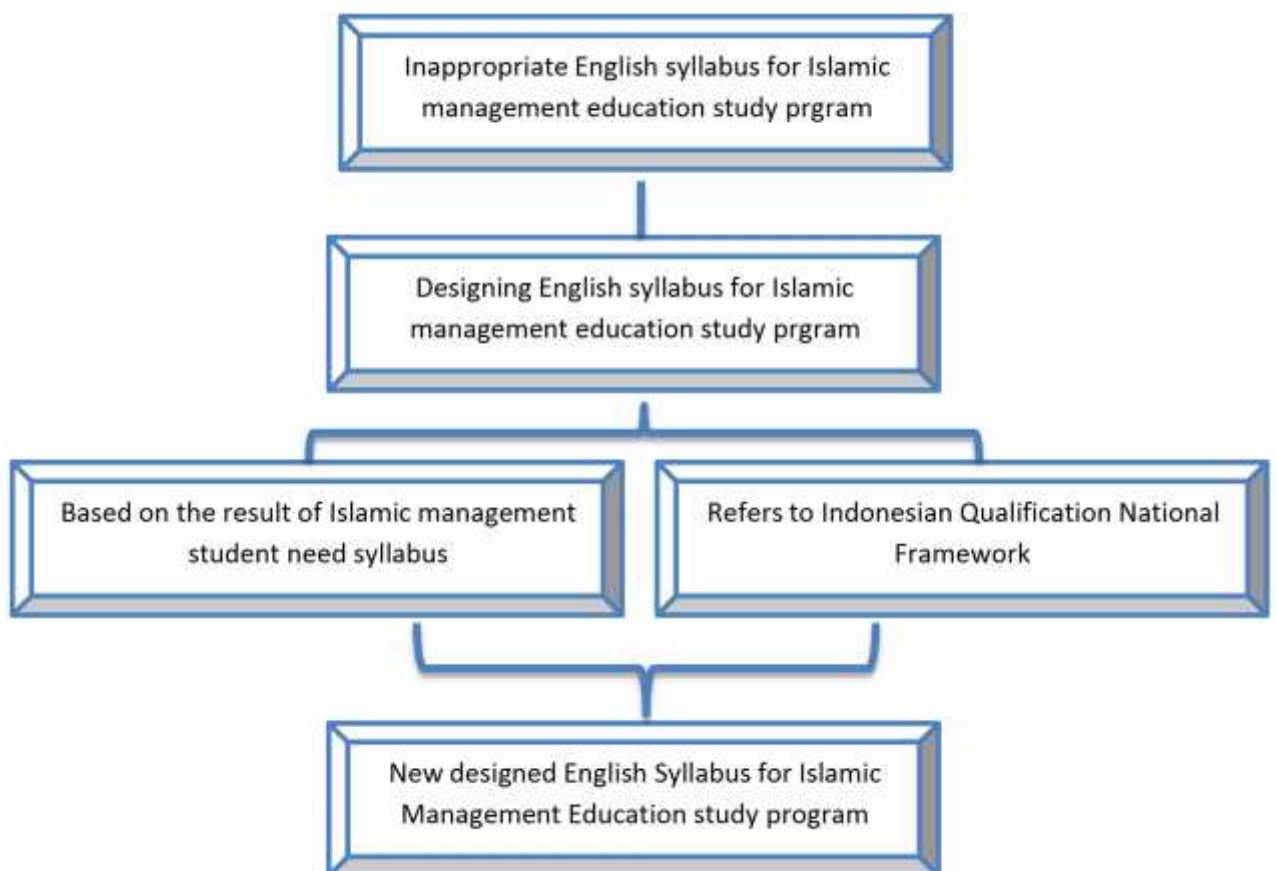 Inappropriate English syllabus for Islamic
management education study prgram
Designing English syllabus for Islamic
management education study prgram
Based on the result of Islamic management
student need syllabus
Refers to Indonesian Qualification National
Framework
New designed English Syllabus for Islamic
Management Education study program